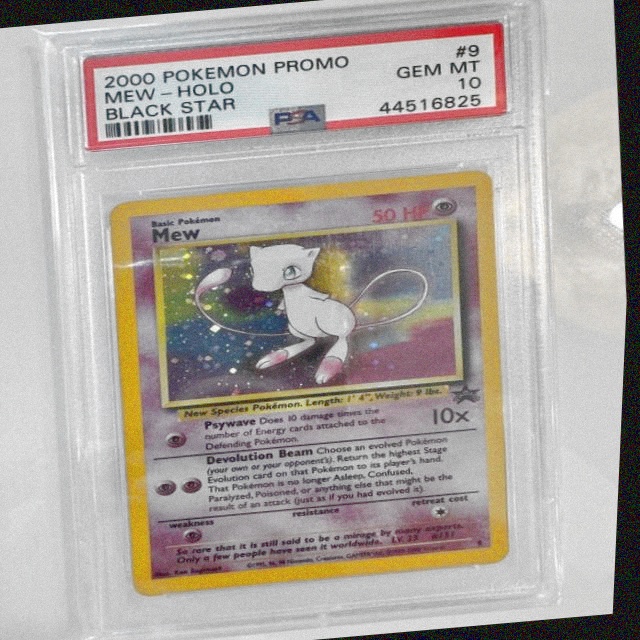 2000 POKEMON PROMO #9
MEW - HOLO GEM MT
BLACK STAR 10
PSA 44516825
Basic Pokémon
Mew 50 HP
New Species Pokémon. Length: 1' 4", Weight: 9 lbs.
Psywave Does 10 damage times the
number of Energy cards attached to the
Defending Pokémon.
10x
Devolution Beam Choose an evolved Pokémon
(your own or your opponent's). Return the highest Stage
Evolution card on that Pokémon to its player's hand.
That Pokémon is no longer Asleep, Confused,
Paralyzed, Poisoned, or anything else that might be the
result of an attack (just as if you had evolved it).
weakness resistance retreat cost
So rare that it is still said to be a mirage by many experts.
Only a few people have seen it worldwide. LV. 23 #151
Illus. Ken Sugimori
9